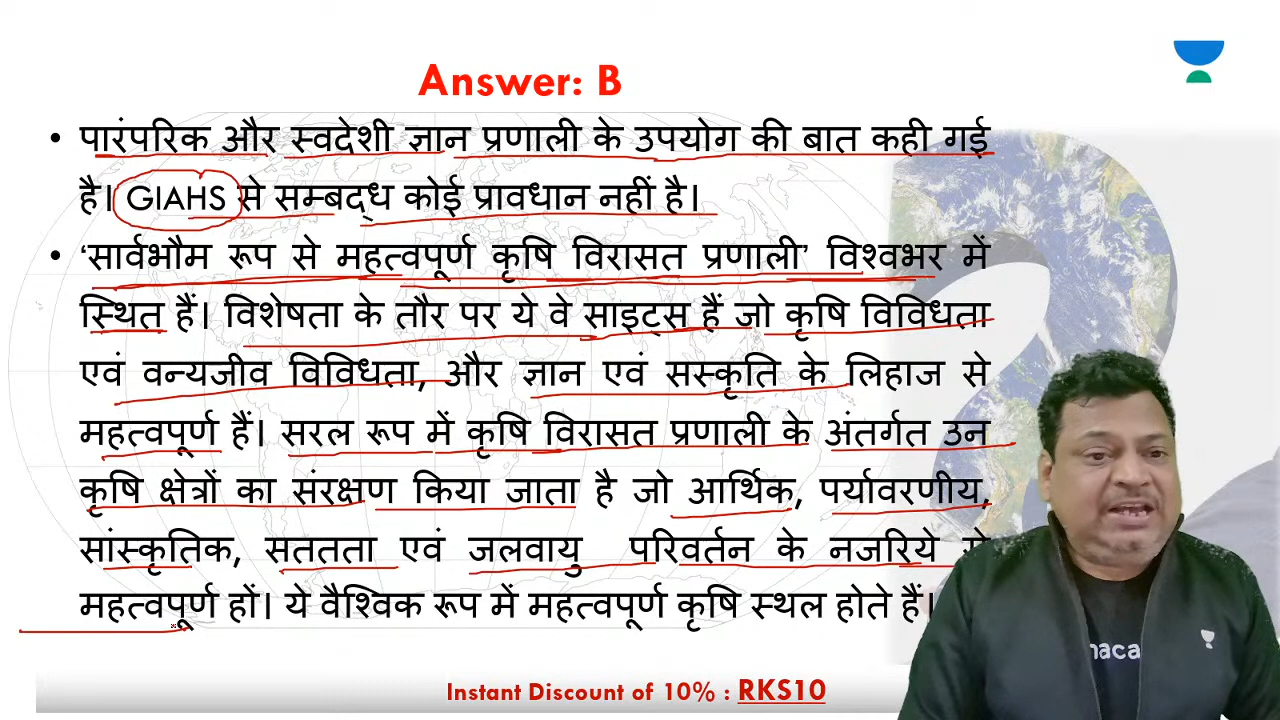 Answer: B
• पारंपरिक और स्वदेशी ज्ञान प्रणाली के उपयोग की बात कही गई
है। GIAHS से सम्बद्ध कोई प्रावधान नहीं है।
• ‘सार्वभौम रूप से महत्वपूर्ण कृषि विरासत प्रणाली’ विश्वभर में
स्थित हैं। विशेषता के तौर पर ये वे साइट्स हैं जो कृषि विविधता
एवं वन्यजीव विविधता, और ज्ञान एवं सस्कृति के लिहाज से
महत्वपूर्ण हैं। सरल रूप में कृषि विरासत प्रणाली के अंतर्गत उन
कृषि क्षेत्रों का संरक्षण किया जाता है जो आर्थिक, पर्यावरणीय,
सांस्कृतिक, सततता एवं जलवायु परिवर्तन के नजरिये से
महत्वपूर्ण हों। ये वैश्विक रूप में महत्वपूर्ण कृषि स्थल होते हैं।
Instant Discount of 10% : RKS10